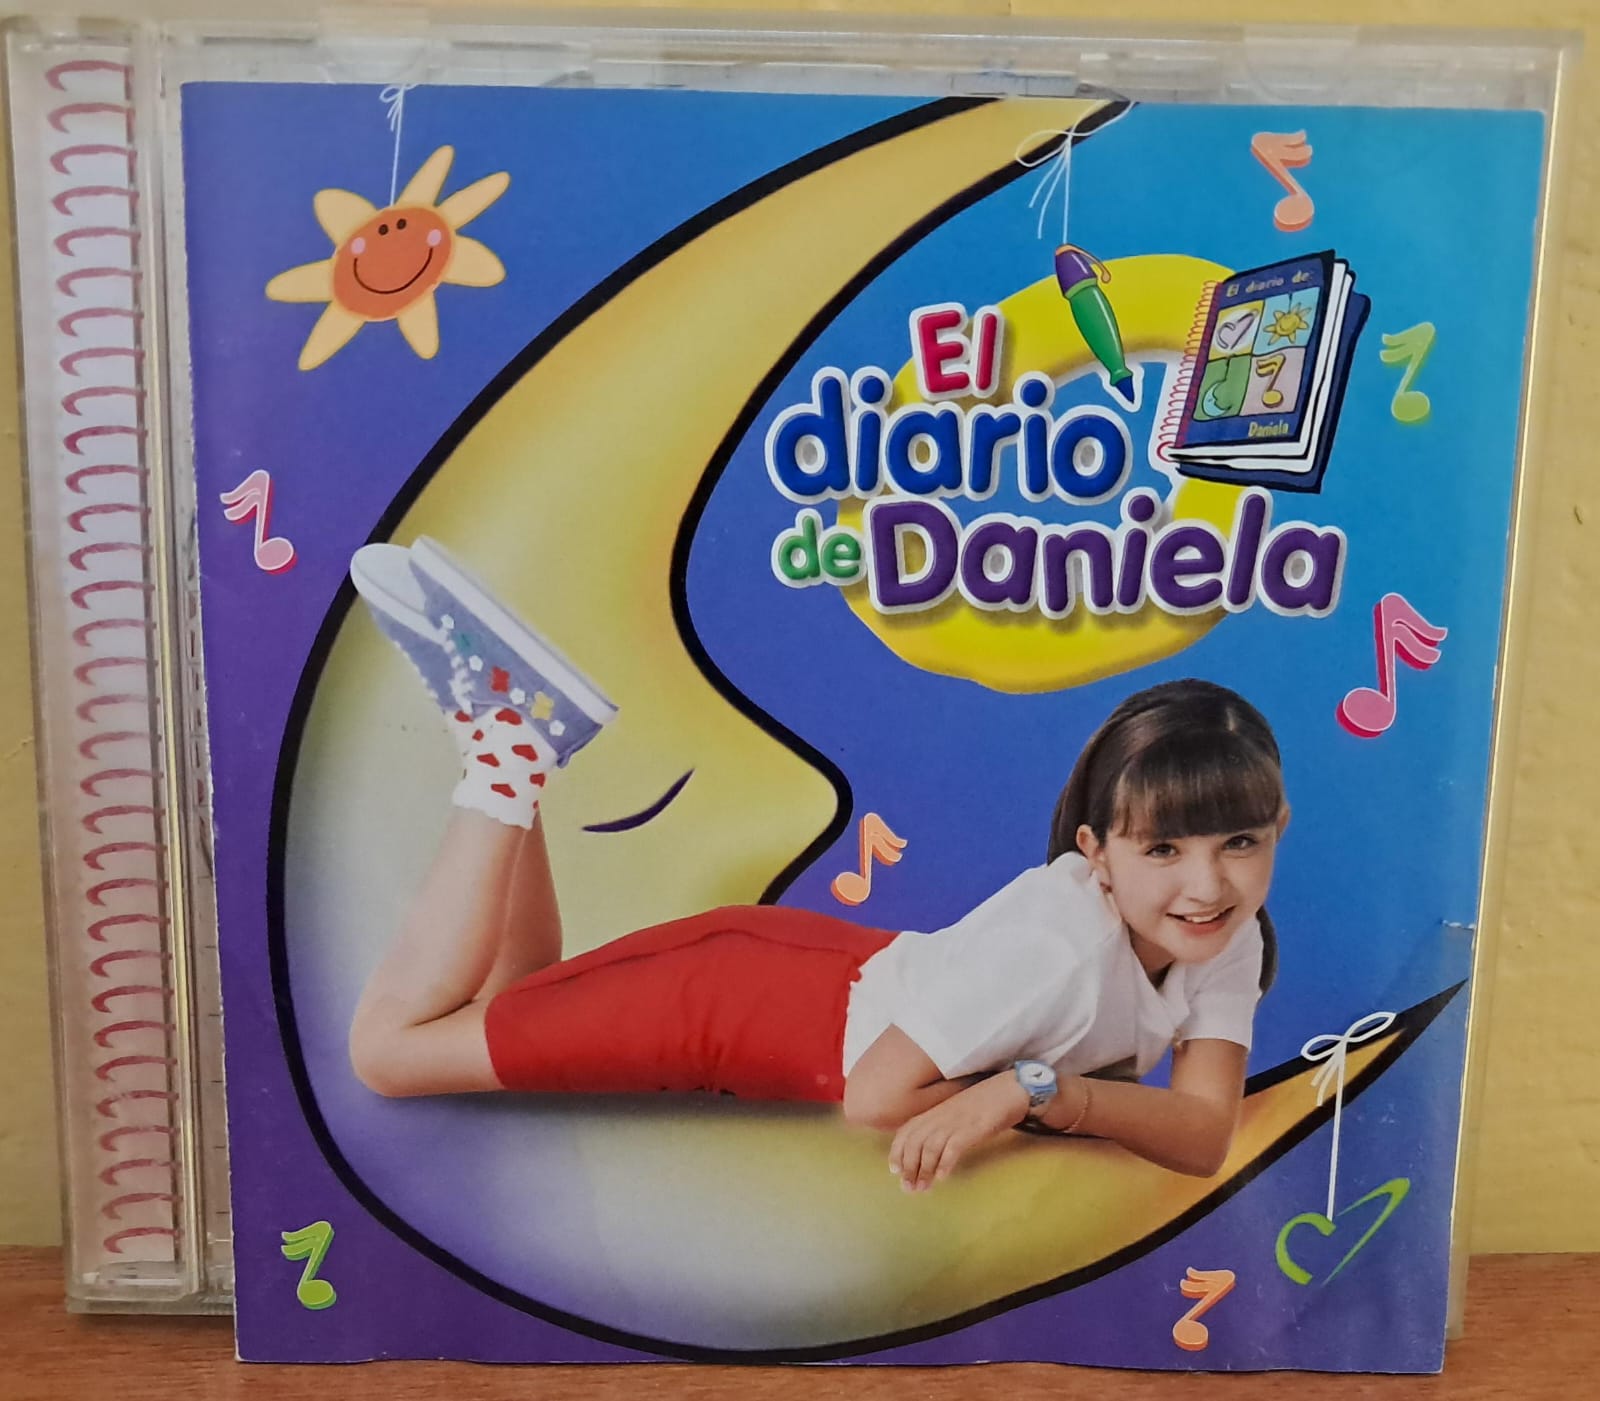 El
diario
de Daniela
El diario de:
Daniela